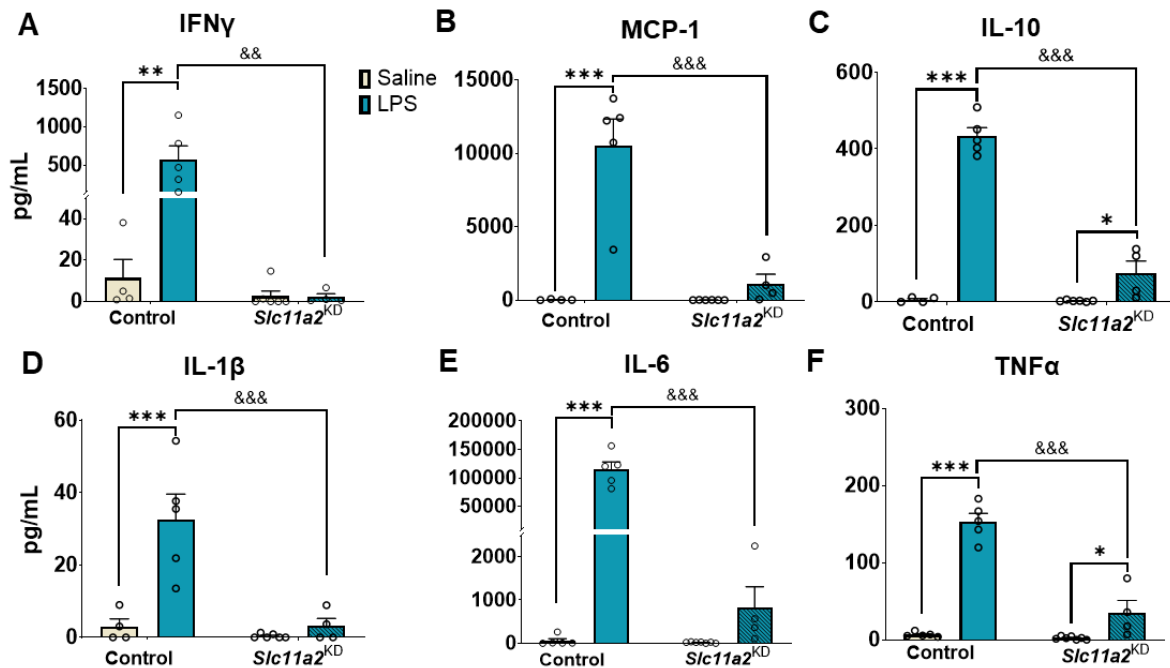 A
IFNγ
&&
**
pg/mL
1500
1000
500
40
20
0
Control
Slc11a2KD
Saline
LPS
B
MCP-1
***
&&&
15000
10000
5000
0
Control
Slc11a2KD
C
IL-10
***
&&&
*
600
400
200
0
Control
Slc11a2KD
D
IL-1β
***
&&&
pg/mL
60
40
20
0
Control
Slc11a2KD
E
IL-6
***
&&&
200000
150000
100000
50000
2000
1000
0
Control
Slc11a2KD
F
TNFα
***
&&&
*
300
200
100
0
Control
Slc11a2KD